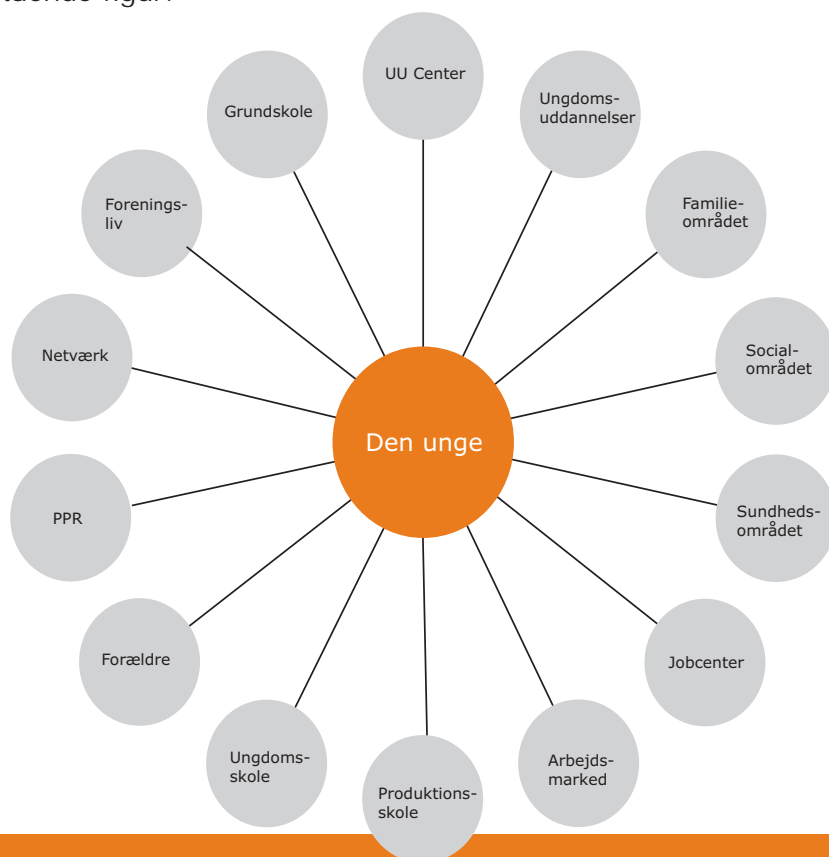 UU Center
Grundskole
Ungdoms-
uddannelser
Forenings-
liv
Familie-
området
Netværk
Social-
området
Den unge
PPR
Sundheds-
området
Forældre
Jobcenter
Ungdoms-
skole
Arbejds-
marked
Produktions-
skole